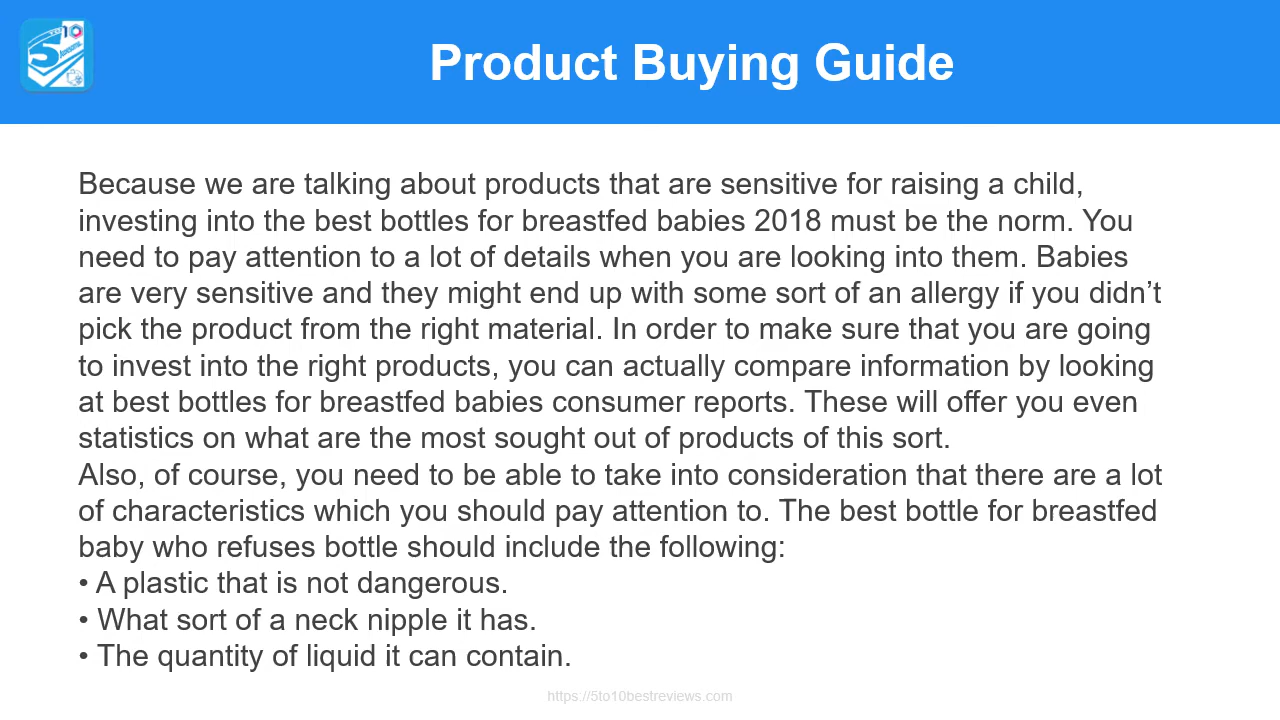 Product Buying Guide
Because we are talking about products that are sensitive for raising a child,
investing into the best bottles for breastfed babies 2018 must be the norm. You
need to pay attention to a lot of details when you are looking into them. Babies
are very sensitive and they might end up with some sort of an allergy if you didn’t
pick the product from the right material. In order to make sure that you are going
to invest into the right products, you can actually compare information by looking
at best bottles for breastfed babies consumer reports. These will offer you even
statistics on what are the most sought out of products of this sort.
Also, of course, you need to be able to take into consideration that there are a lot
of characteristics which you should pay attention to. The best bottle for breastfed
baby who refuses bottle should include the following:
• A plastic that is not dangerous.
• What sort of a neck nipple it has.
• The quantity of liquid it can contain.
https://5to10bestreviews.com